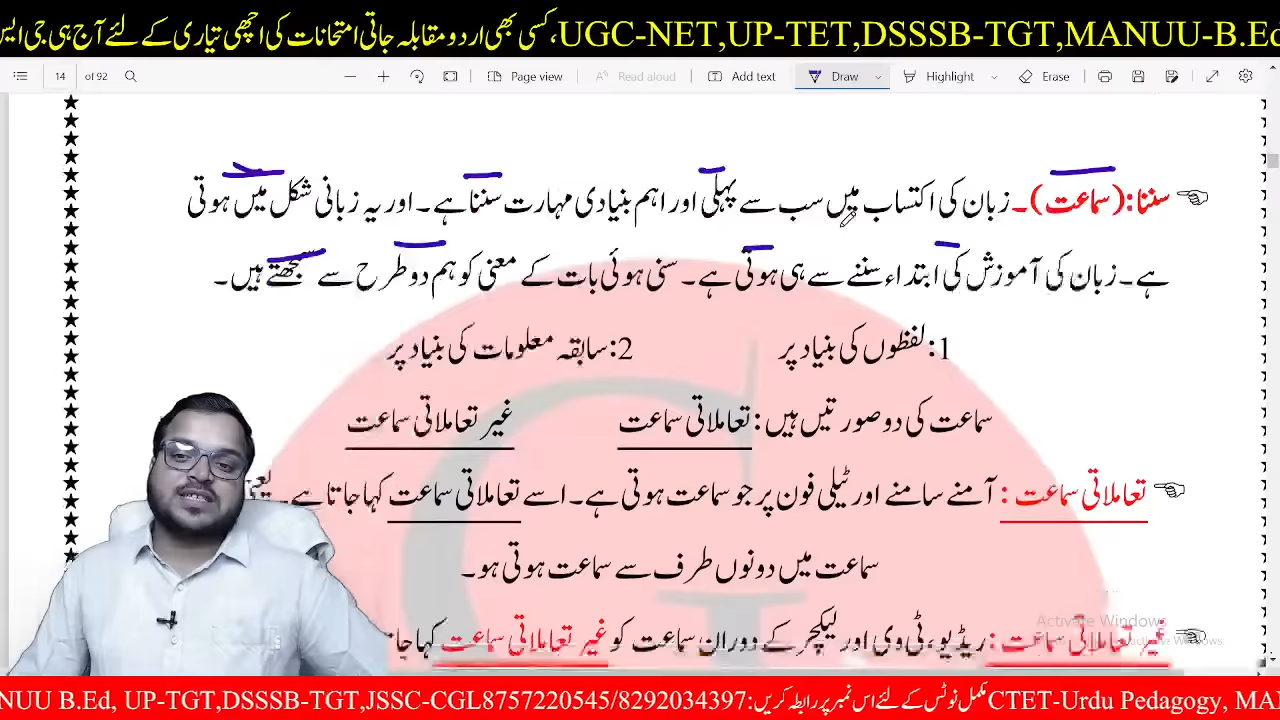 کسی بھی اردو مقابلہ جاتی امتحانات کی اچھی تیاری کے لئے آج ہی جی ،UGC-NET,UP-TET,DSSSB-TGT,MANUU-B.Ed
14 of 92 Page view Read aloud Add text Draw Highlight Erase
سننا:(سماعت)۔ زبان کی اکتساب میں سب سے پہلی اور اہم بنیادی مہارت سننا ہے۔ اور یہ زبانی شکل میں ہوتی
ہے۔ زبان کی آموزش کی ابتداء سننے سے ہی ہوتی ہے۔ سنی ہوئی بات کے معنی کو ہم دو طرح سے سمجھتے ہیں۔
1: لفظوں کی بنیاد پر 2: سابقہ معلومات کی بنیاد پر
سماعت کی دو صورتیں ہیں: تعاملاتی سماعت غیر تعاملاتی سماعت
تعاملاتی سماعت : آمنے سامنے اور ٹیلی فون پر جو سماعت ہوتی ہے۔ اسے تعاملاتی سماعت کہا جاتا ہے۔
سماعت میں دونوں طرف سے سماعت ہوتی ہو۔
Activate Windows
غیر تعاملاتی سماعت : ریڈیو، ٹی وی اور لیکچر کے دوران سماعت کو غیر تعاملاتی سماعت کہا
NUU B.Ed, UP-TGT,DSSSB-TGT,JSSC-CGL مکمل نوٹس کے لئے اس نمبر پر رابطہ کریں:8757220545/8292034397 CTET-Urdu Pedagogy, MA